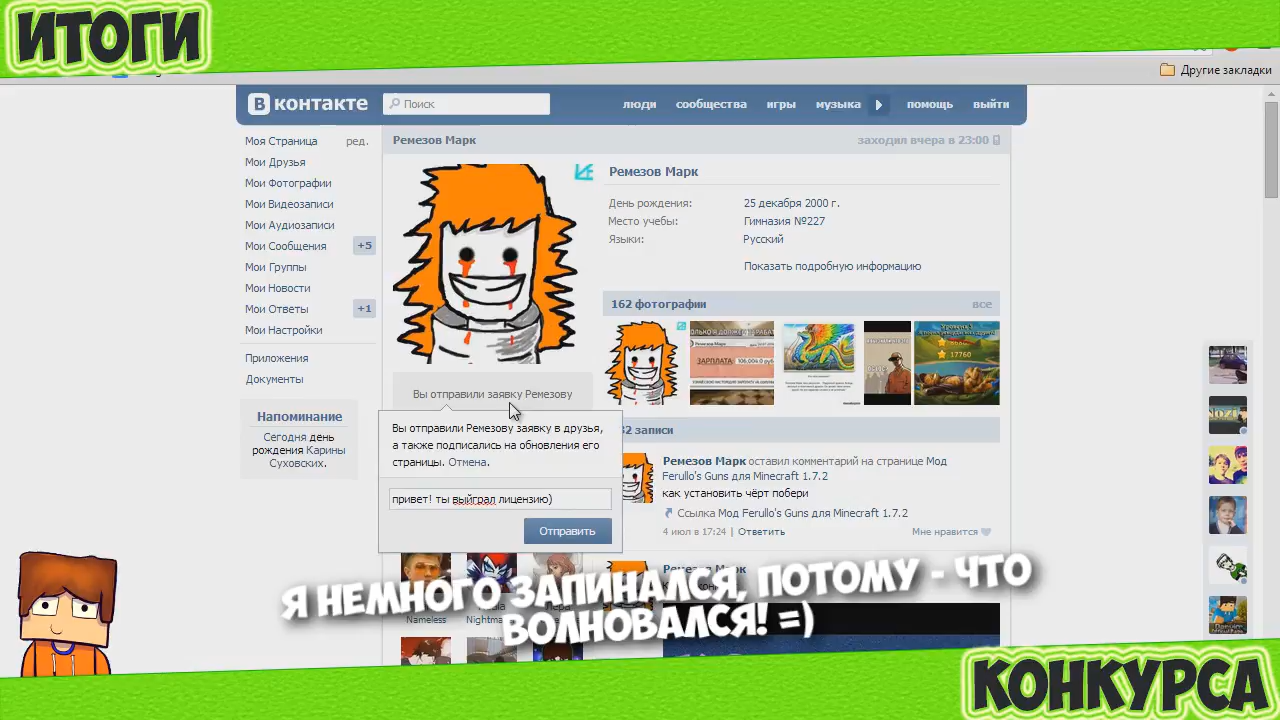 ИТОГИ
Другие закладки
В контакте
Поиск
люди сообщества игры музыка помощь выйти
Моя Страница ред.
Мои Друзья
Мои Фотографии
Мои Видеозаписи
Мои Аудиозаписи
Мои Сообщения +5
Мои Группы
Мои Новости
Мои Ответы +1
Мои Настройки
Приложения
Документы
Напоминание
Сегодня день
рождения Карины
Суховских.
Ремезов Марк заходил вчера в 23:00
Ремезов Марк
День рождения: 25 декабря 2000 г.
Место учебы: Гимназия №227
Языки: Русский
Показать подробную информацию
162 фотографии все
ЗАРПЛАТА
17760
Вы отправили заявку Ремезову
Вы отправили Ремезову заявку в друзья,
а также подписались на обновления его
страницы. Отмена.
привет! ты выйграл лицензию)
Отправить
записи
Ремезов Марк оставил комментарий на странице Мод
Ferullo's Guns для Minecraft 1.7.2
как установить чёрт побери
Ссылка Мод Ferullo's Guns для Minecraft 1.7.2
4 июл в 17:24 | Ответить Мне нравится
Ремезов Марк
Nameless
Я НЕМНОГО ЗАПИНАЛСЯ, ПОТОМУ - ЧТО
ВОЛНОВАЛСЯ! =)
КОНКУРСА